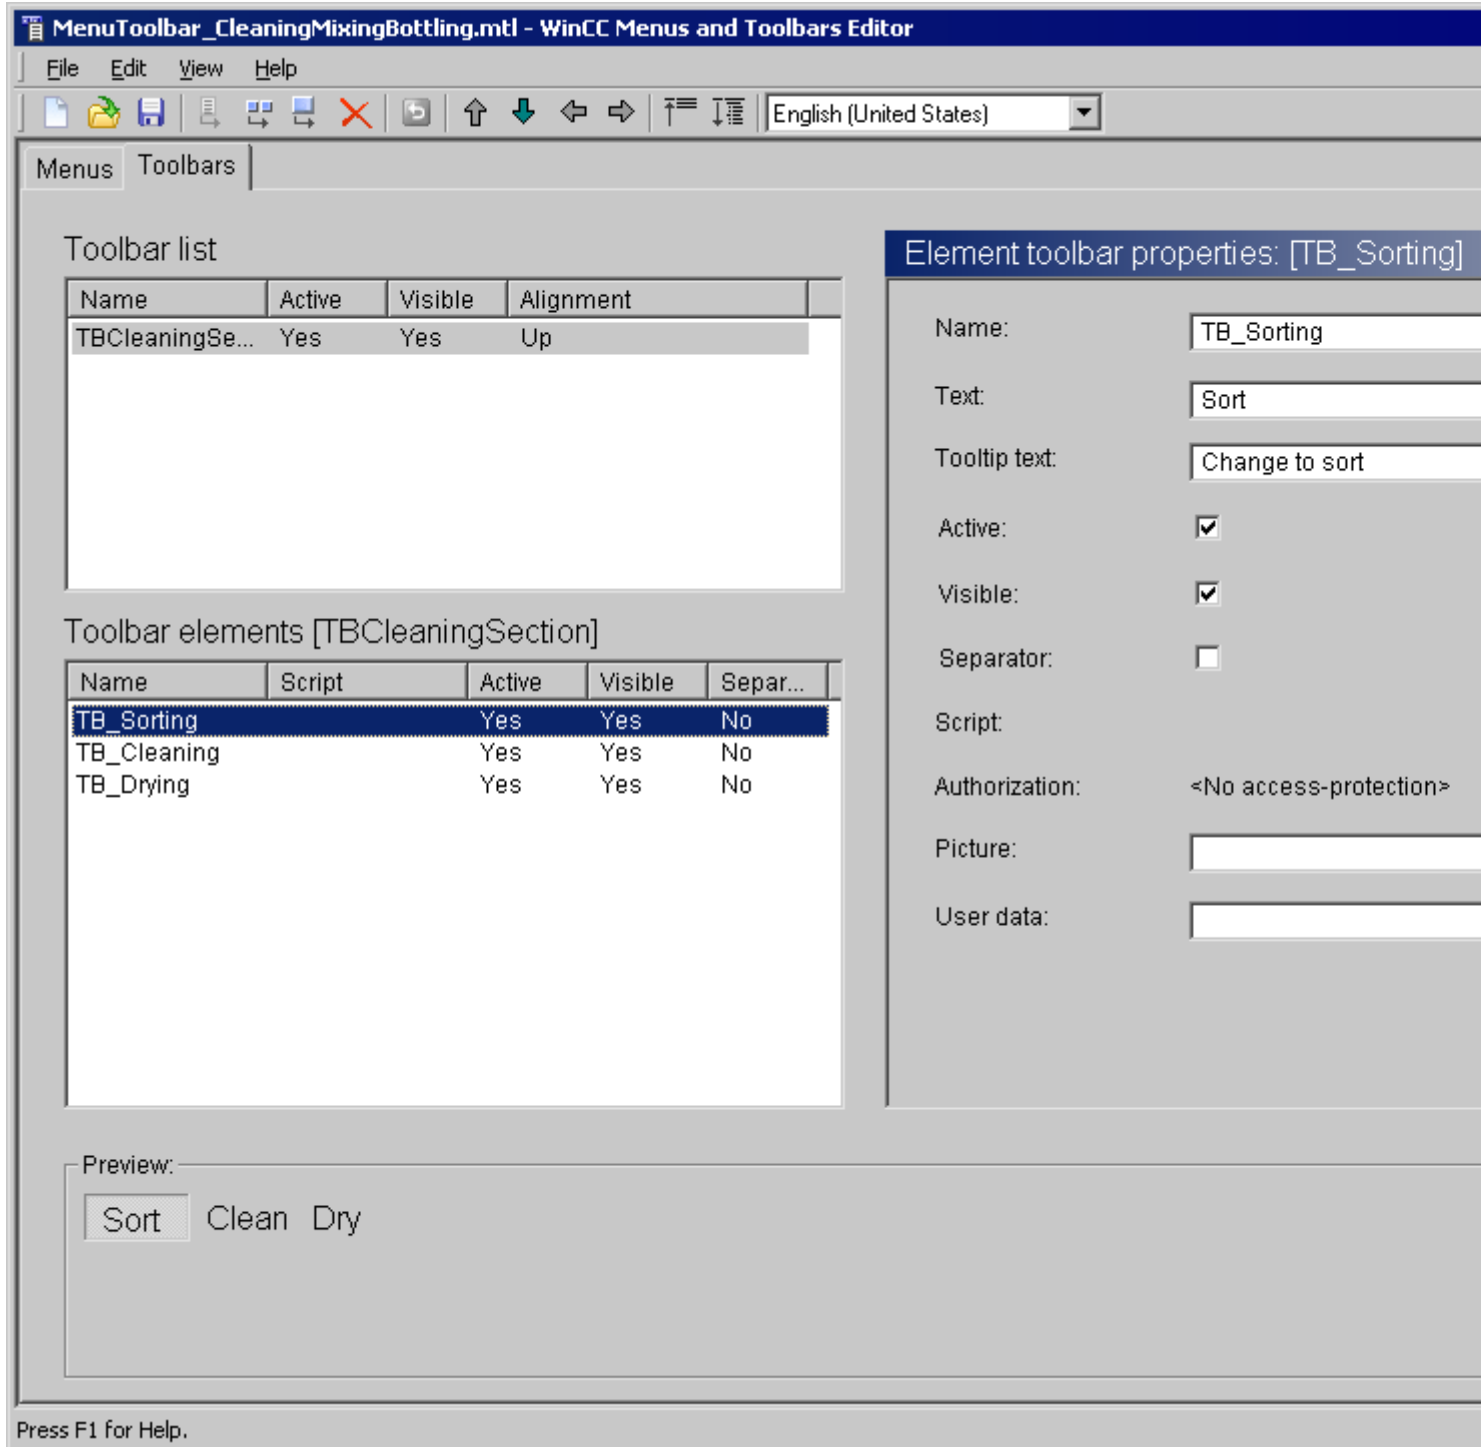 MenuToolbar_CleaningMixingBottling.mtl - WinCC Menus and Toolbars Editor
File Edit View Help
English (United States)
Menus Toolbars
Toolbar list
Name Active Visible Alignment
TBCleaningSe... Yes Yes Up
Toolbar elements [TBCleaningSection]
Name Script Active Visible Separ...
TB_Sorting Yes Yes No
TB_Cleaning Yes Yes No
TB_Drying Yes Yes No
Element toolbar properties: [TB_Sorting]
Name: TB_Sorting
Text: Sort
Tooltip text: Change to sort
Active:
Visible:
Separator:
Script:
Authorization: <No access-protection>
Picture:
User data:
Preview:
Sort Clean Dry
Press F1 for Help.